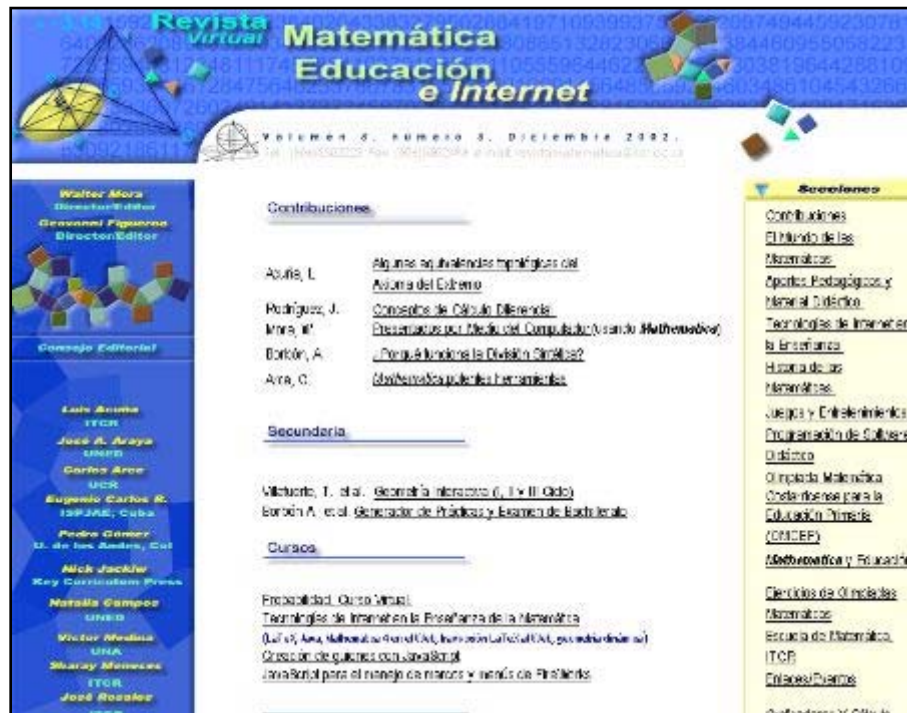 Revista
Virtual
Matemática
Educación
e Internet
Volumen 3, número 3, Diciembre 2002.
Walter Mora
Director/Editor
Geovanni Figueroa
Director/Editor
Consejo Editorial
Luis Acuña
ITCR
José A. Araya
UNED
Carlos Arce
UCR
Eugenio Carlos R.
ISPJAE, Cuba
Pedro Gómez
U. de los Andes, Col
Nick Jackiw
Key Curriculum Press
Natalia Campos
UNED
Victor Medina
UNA
Sharay Meneses
ITCR
José Rosales
Contribuciones
Acuña, L. Algunas equivalencias topológicas del
Axioma del Extremo
Rodríguez, J. Conceptos de Cálculo Diferencial
Mora, W. Presentados por Medio del Computador (usando Mathematica)
Borbón, A. ¿Porqué funciona la División Sintética?
Arce, C. Mathematica potentes herramientas
Secundaria
Villafuerte, T. et al. Geometría Interactiva (I, II y III Ciclo)
Borbón A. et al. Generador de Prácticas y Examen de Bachillerato
Cursos
Probabilidad. Curso Virtual.
Tecnologías de Internet en la Enseñanza de la Matemática
Creación de guiones con JavaScript
JavaScript para el manejo de marcos y menús de FireWorks
Secciones
Contribuciones
El Mundo de las
Matemáticas
Aportes Pedagógicos y
Material Didáctico
Tecnologías de Internet en
la Enseñanza
Historia de las
Matemáticas
Juegos y Entretenimientos
Programación de Software
Didáctico
Olimpiada Matemática
Costarricense para la
Educación Primaria
(OMCEP)
Mathematica y Educación
Ejercicios de Olimpiadas
Matemáticas
Escuela de Matemática,
ITCR
Enlaces/Eventos